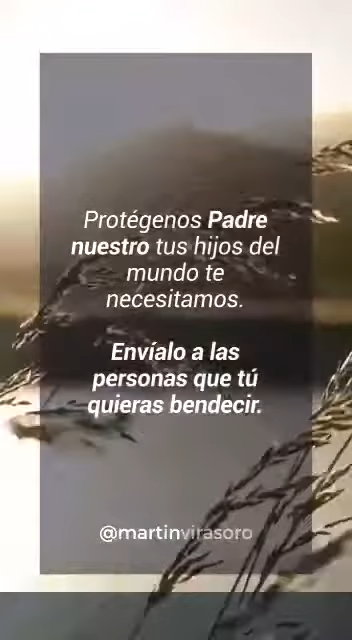 Protégenos Padre
nuestro tus hijos del
mundo te
necesitamos.
Envíalo a las
personas que tú
quieras bendecir.
@martinvirasoro